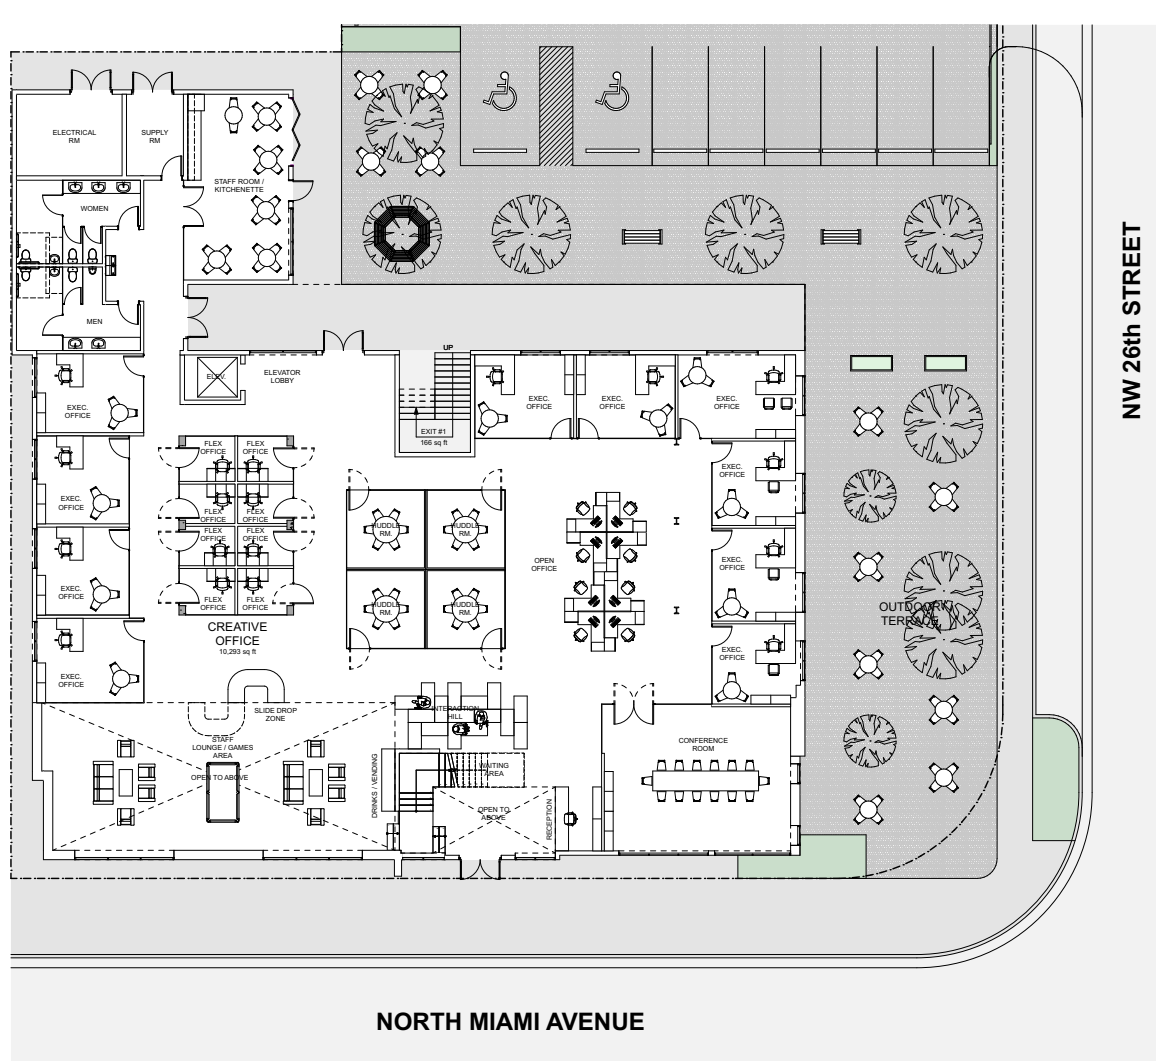 ELECTRICAL
RM
SUPPLY
RM
STAFF ROOM /
KITCHENETTE
WOMEN
MEN
NW 26th STREET
UP
ELEV.
ELEVATOR
LOBBY
EXIT #1
166 sq ft
EXEC.
OFFICE
EXEC.
OFFICE
EXEC.
OFFICE
EXEC.
OFFICE
FLEX
OFFICE
FLEX
OFFICE
FLEX
OFFICE
FLEX
OFFICE
FLEX
OFFICE
FLEX
OFFICE
FLEX
OFFICE
FLEX
OFFICE
EXEC.
OFFICE
EXEC.
OFFICE
HUDDLE
RM.
HUDDLE
RM.
HUDDLE
RM.
HUDDLE
RM.
OPEN
OFFICE
EXEC.
OFFICE
EXEC.
OFFICE
EXEC.
OFFICE
OUTDOOR
TERRACE
CREATIVE
OFFICE
10,293 sq ft
EXEC.
OFFICE
SLIDE DROP
ZONE
INTERACTION
HILL
STAFF
LOUNGE / GAMES
AREA
OPEN TO ABOVE
DRINKS / VENDING
WAITING
AREA
OPEN TO
ABOVE
RECEPTION
CONFERENCE
ROOM
NORTH MIAMI AVENUE